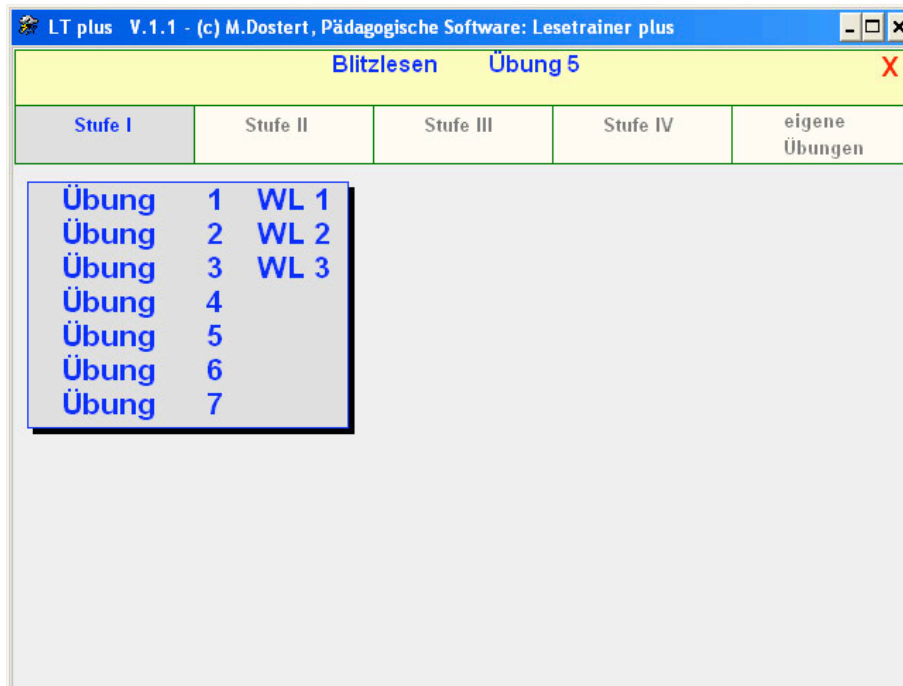 LT plus V.1.1 - (c) M.Dostert, Pädagogische Software: Lesetrainer plus
Blitzlesen Übung 5 X
Stufe I Stufe II Stufe III Stufe IV eigene Übungen
Übung 1 WL 1
Übung 2 WL 2
Übung 3 WL 3
Übung 4
Übung 5
Übung 6
Übung 7